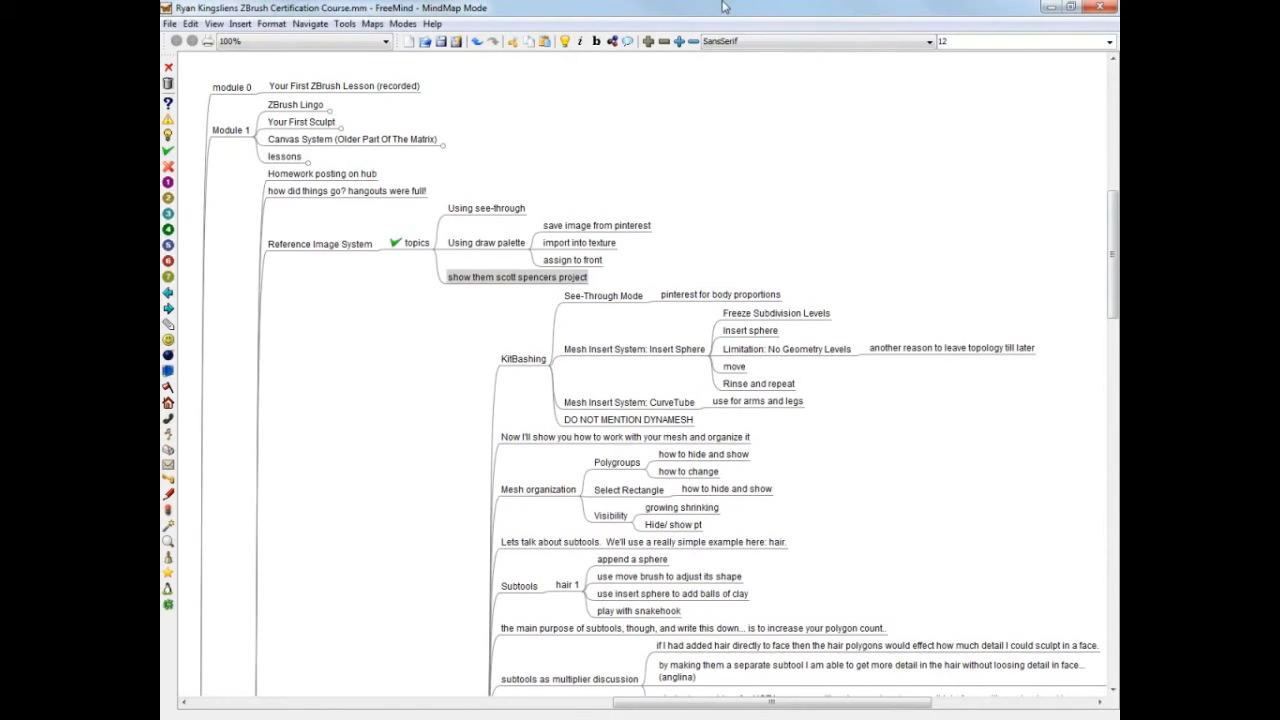 Ryan Kingsliens ZBrush Certification Course.mm - FreeMind - MindMap Mode
File Edit View Insert Format Navigate Tools Maps Modes Help
100%
SansSerif
12
module 0
Your First ZBrush Lesson (recorded)
Module 1
ZBrush Lingo
Your First Sculpt
Canvas System (Older Part Of The Matrix)
lessons
Homework posting on hub
how did things go? hangouts were full!
Reference Image System
topics
Using see-through
Using draw palette
save image from pinterest
import into texture
assign to front
show them scott spencers project
KitBashing
See-Through Mode
pinterest for body proportions
Mesh Insert System: Insert Sphere
Freeze Subdivision Levels
Insert sphere
Limitation: No Geometry Levels
another reason to leave topology till later
move
Rinse and repeat
Mesh Insert System: CurveTube
use for arms and legs
DO NOT MENTION DYNAMESH
Now I'll show you how to work with your mesh and organize it
Mesh organization
Polygroups
how to hide and show
how to change
Select Rectangle
how to hide and show
Visibility
growing shrinking
Hide/ show pt
Lets talk about subtools. We'll use a really simple example here: hair.
Subtools
hair 1
append a sphere
use move brush to adjust its shape
use insert sphere to add balls of clay
play with snakehook
the main purpose of subtools, though, and write this down... is to increase your polygon count..
subtools as multiplier discussion
if I had added hair directly to face then the hair polygons would effect how much detail I could sculpt in a face.
by making them a separate subtool I am able to get more detail in the hair without loosing detail in face...
(anglina)